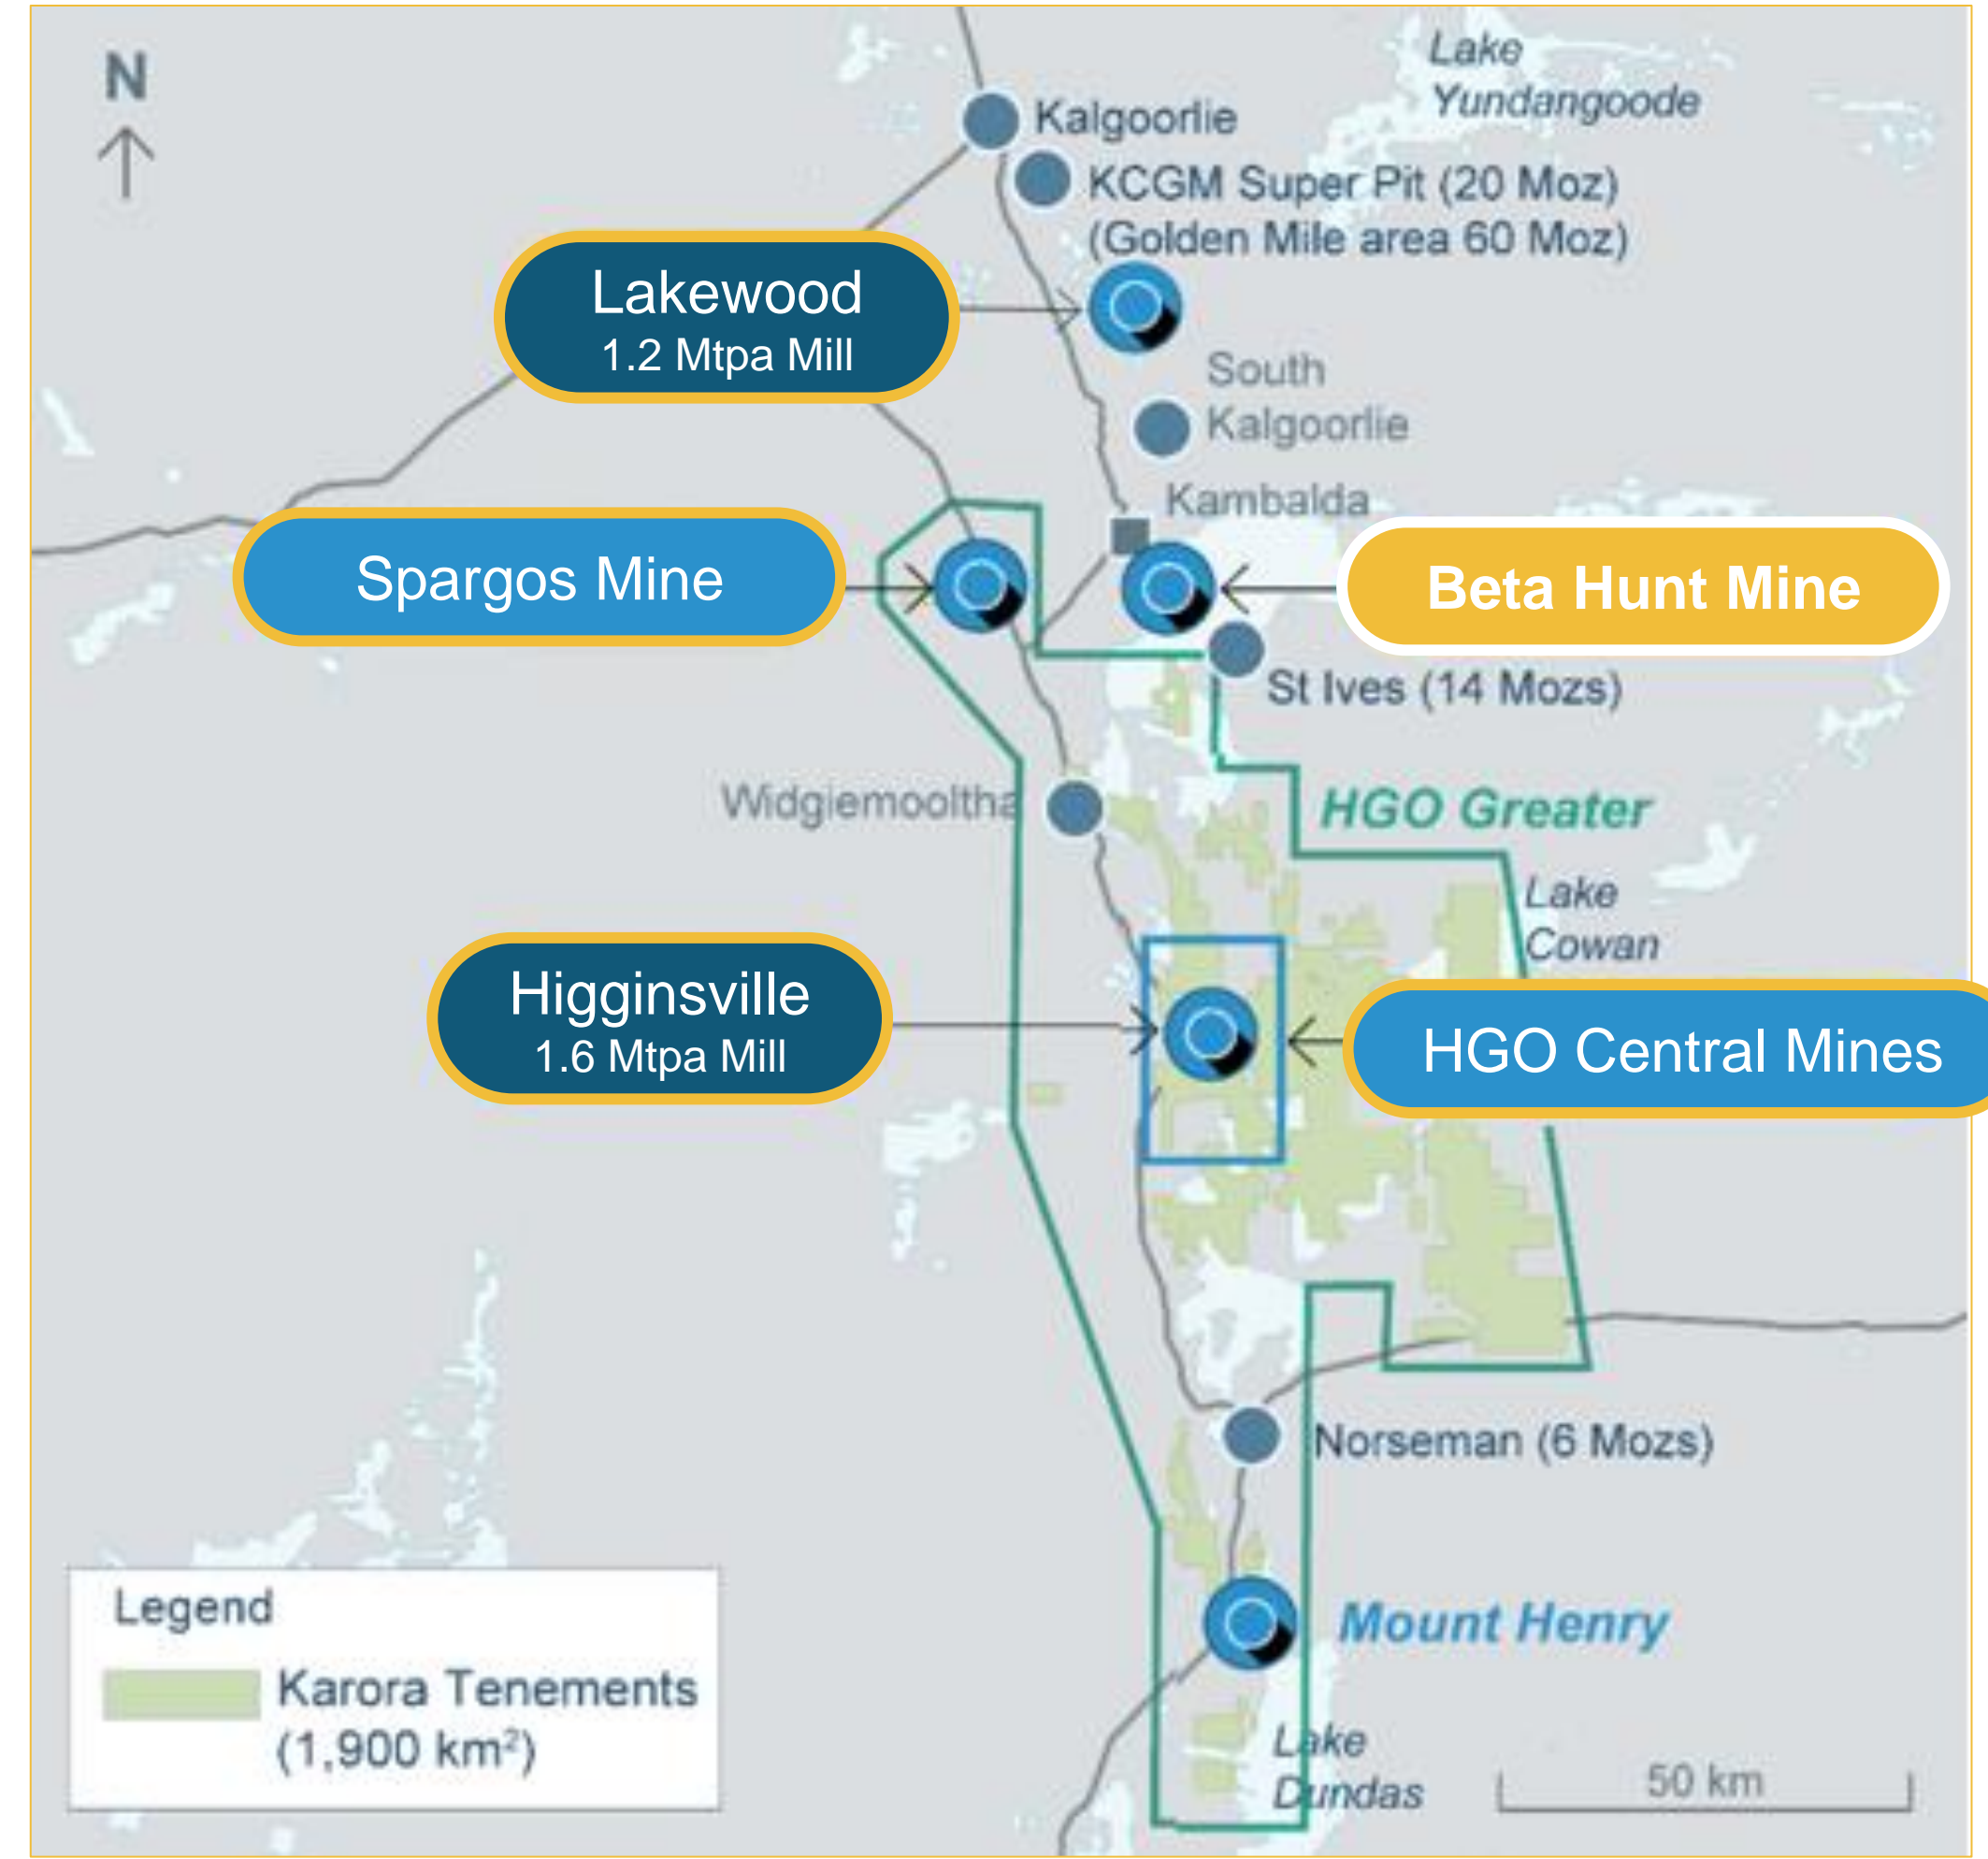 N
Lake
Yundangoode
Kalgoorlie
KCGM Super Pit (20 Moz)
(Golden Mile area 60 Moz)
Lakewood
1.2 Mtpa Mill
South
Kalgoorlie
Kambalda
Spargos Mine
Beta Hunt Mine
St Ives (14 Mozs)
Widgiemooltha
HGO Greater
Lake
Cowan
Higginsville
1.6 Mtpa Mill
HGO Central Mines
Norseman (6 Mozs)
Mount Henry
Legend
Karora Tenements
(1,900 km²)
Lake
Dundas
50 km